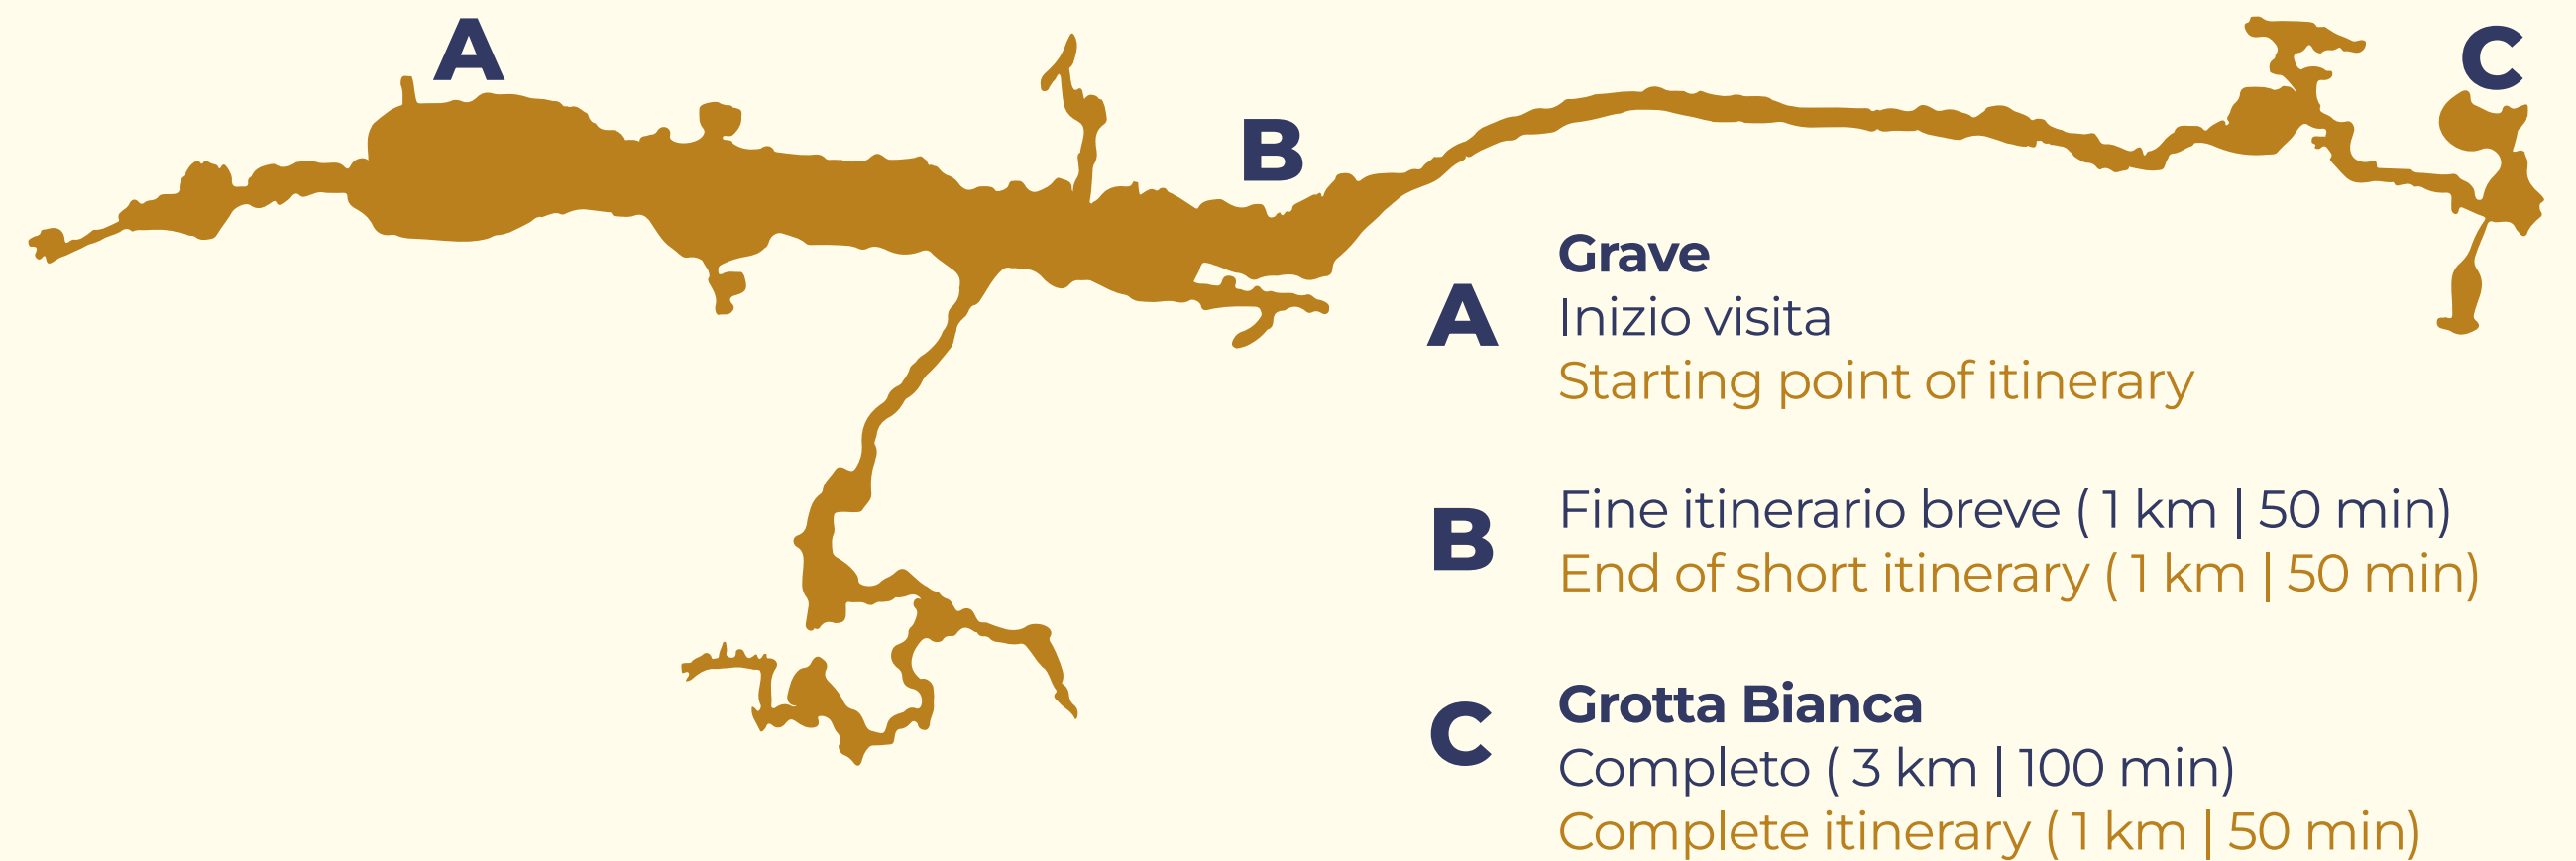 A
B
C
A
Grave
Inizio visita
Starting point of itinerary
B
Fine itinerario breve ( 1 km | 50 min)
End of short itinerary ( 1 km | 50 min)
C
Grotta Bianca
Completo ( 3 km | 100 min)
Complete itinerary ( 1 km | 50 min)